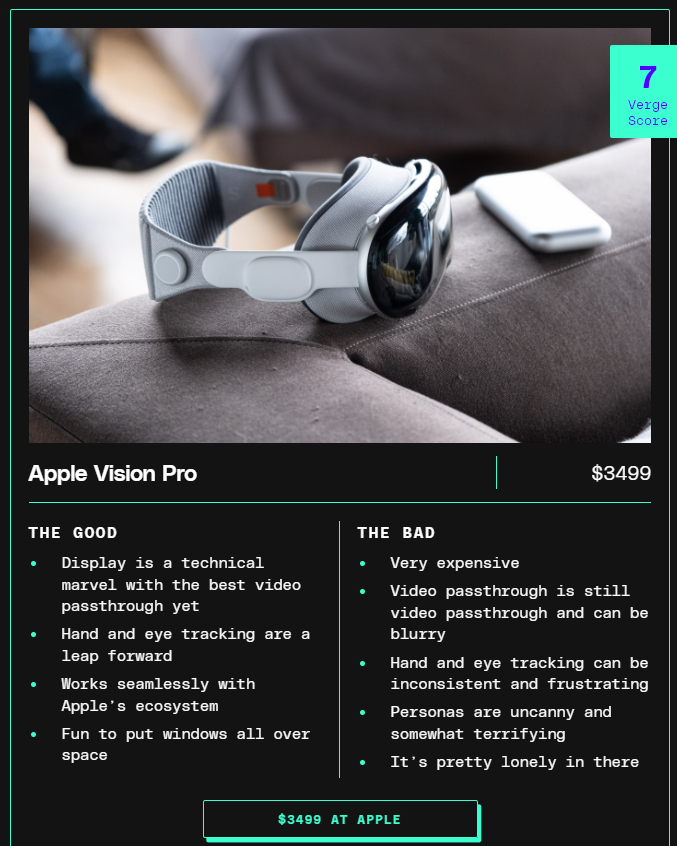 7
Verge
Score
Apple Vision Pro
$3499
THE GOOD
Display is a technical
marvel with the best video
passthrough yet
Hand and eye tracking are a
leap forward
Works seamlessly with
Apple’s ecosystem
Fun to put windows all over
space
THE BAD
Very expensive
Video passthrough is still
video passthrough and can be
blurry
Hand and eye tracking can be
inconsistent and frustrating
Personas are uncanny and
somewhat terrifying
It’s pretty lonely in there
$3499 AT APPLE